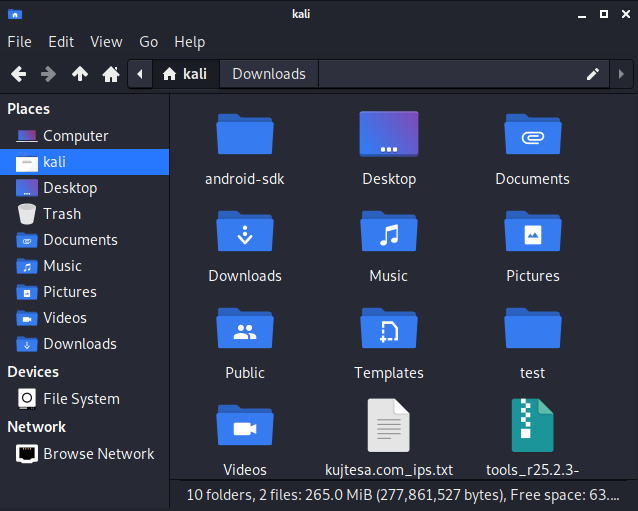 kali
File Edit View Go Help
kali Downloads
Places
Computer
kali
Desktop
Trash
Documents
Music
Pictures
Videos
Downloads
Devices
File System
Network
Browse Network
android-sdk Desktop Documents
Downloads Music Pictures
Public Templates test
Videos kujtesa.com_ips.txt tools_r25.2.3-
10 folders, 2 files: 265.0 MiB (277,861,527 bytes), Free space: 63....